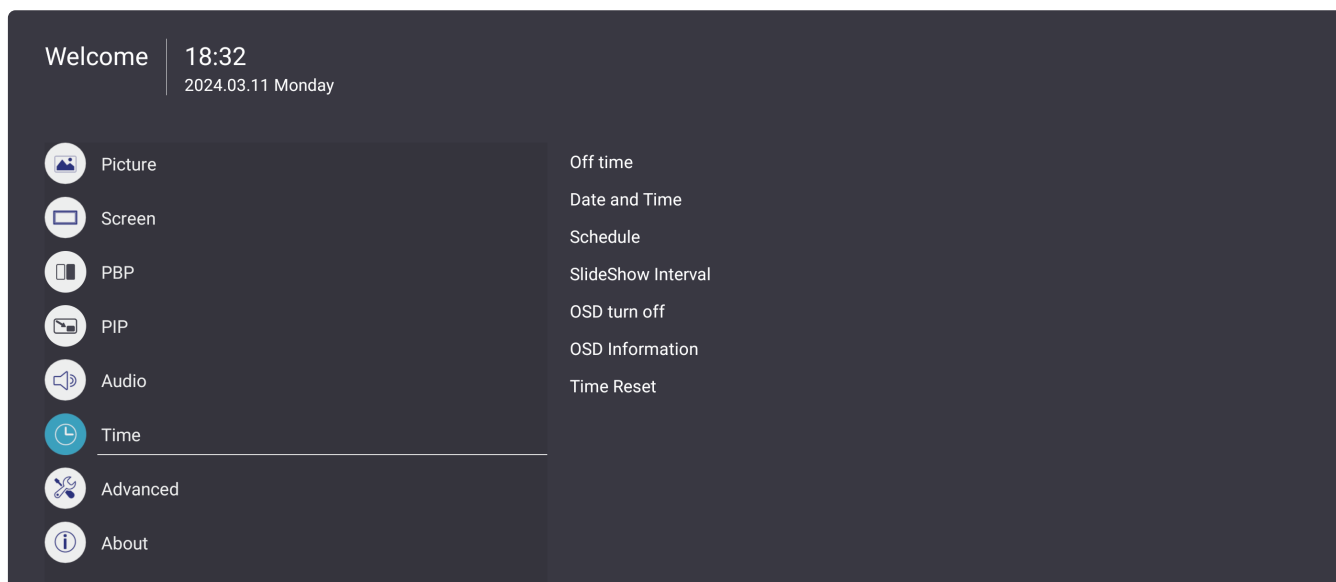 Welcome
18:32
2024.03.11 Monday
Picture
Screen
PBP
PIP
Audio
Time
Advanced
About
Off time
Date and Time
Schedule
SlideShow Interval
OSD turn off
OSD Information
Time Reset